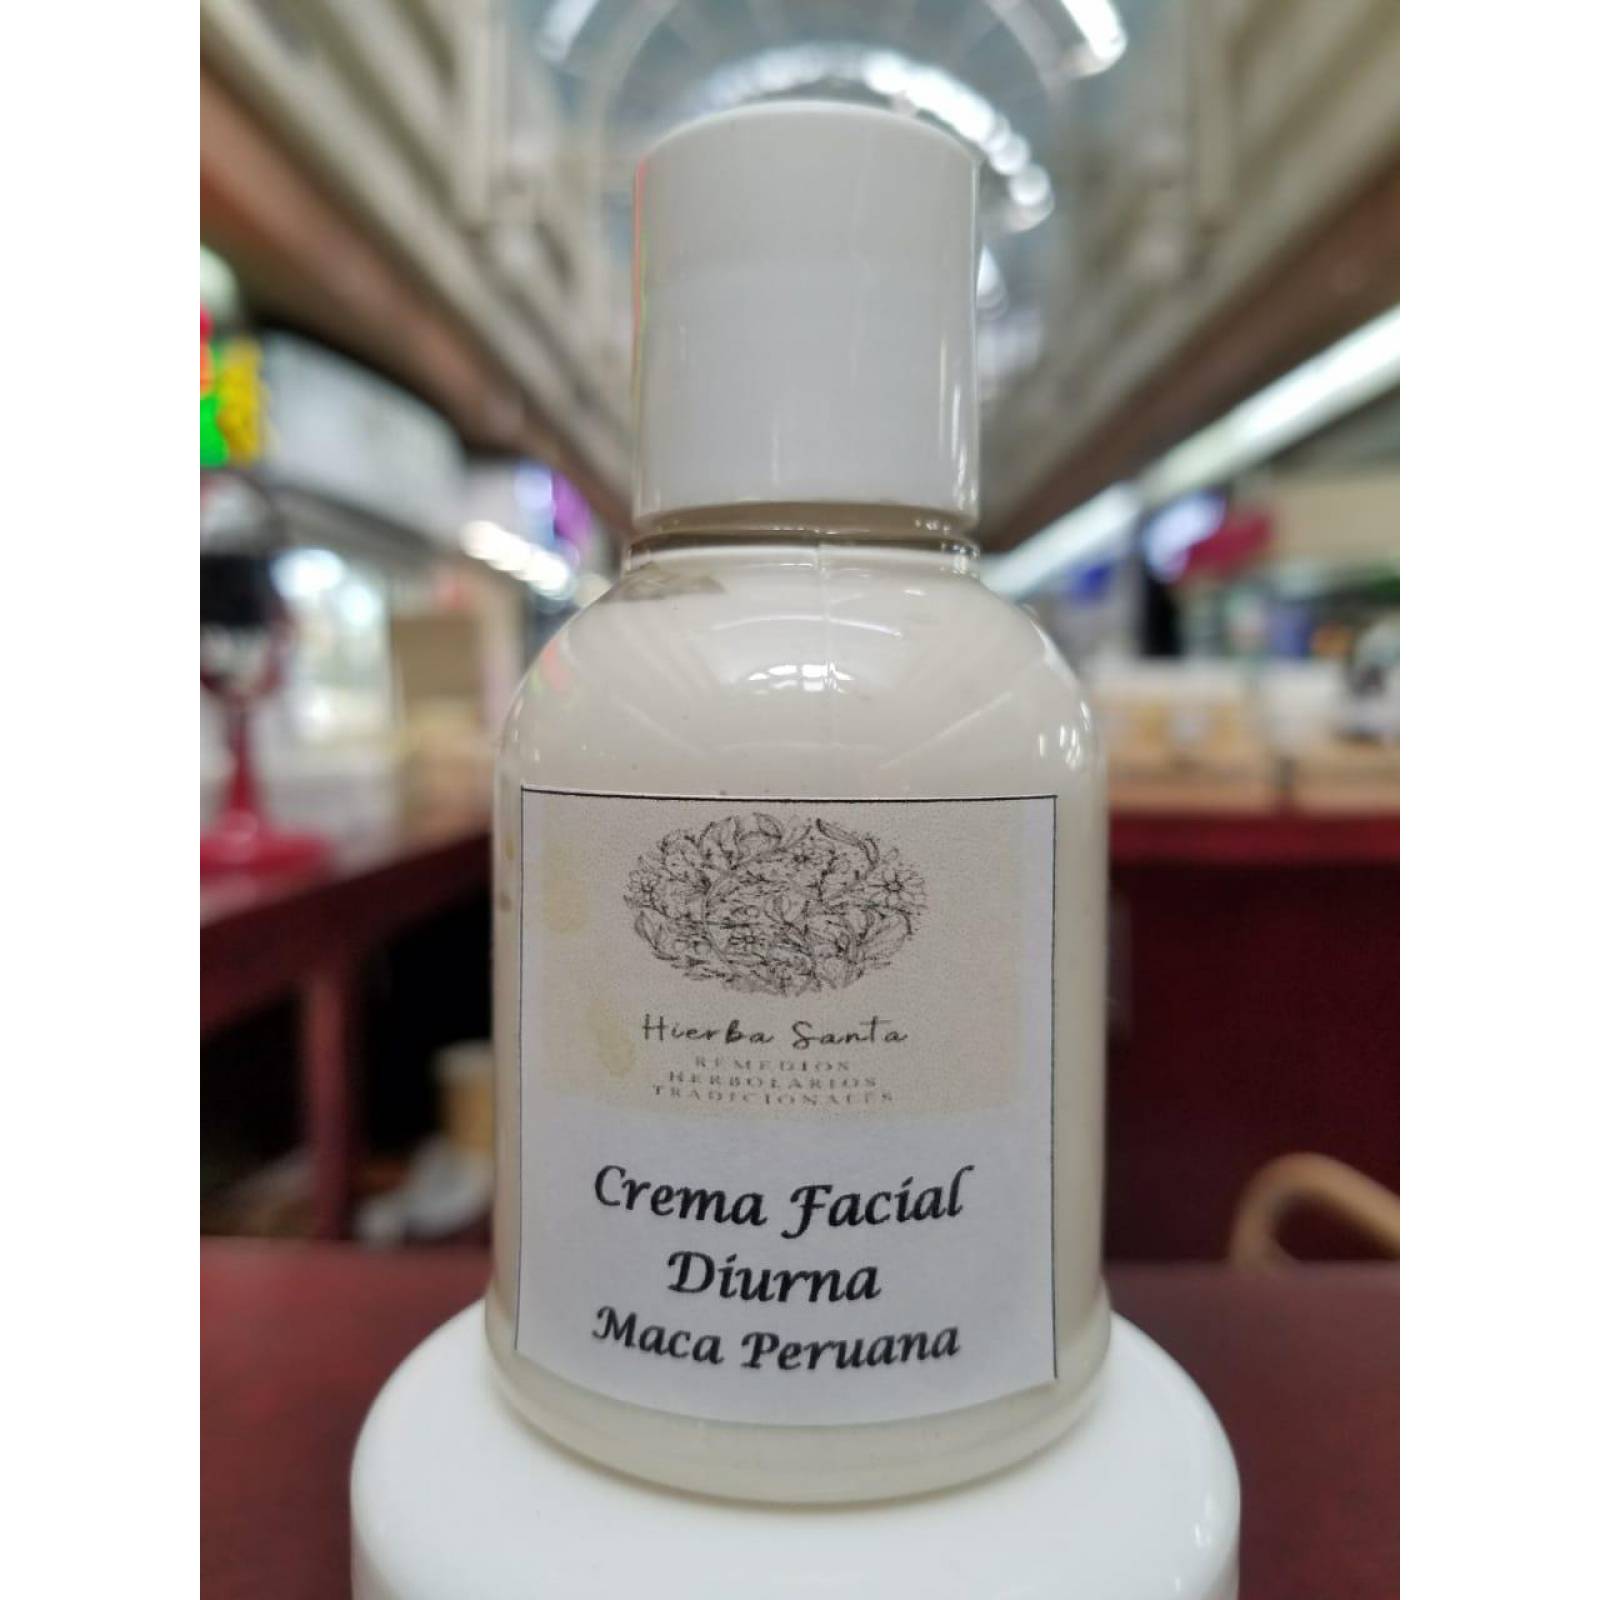 Hierba Santa
REMEDIOS
HERBOLARIOS
TRADICIONALES
Crema Facial
Diurna
Maca Peruana